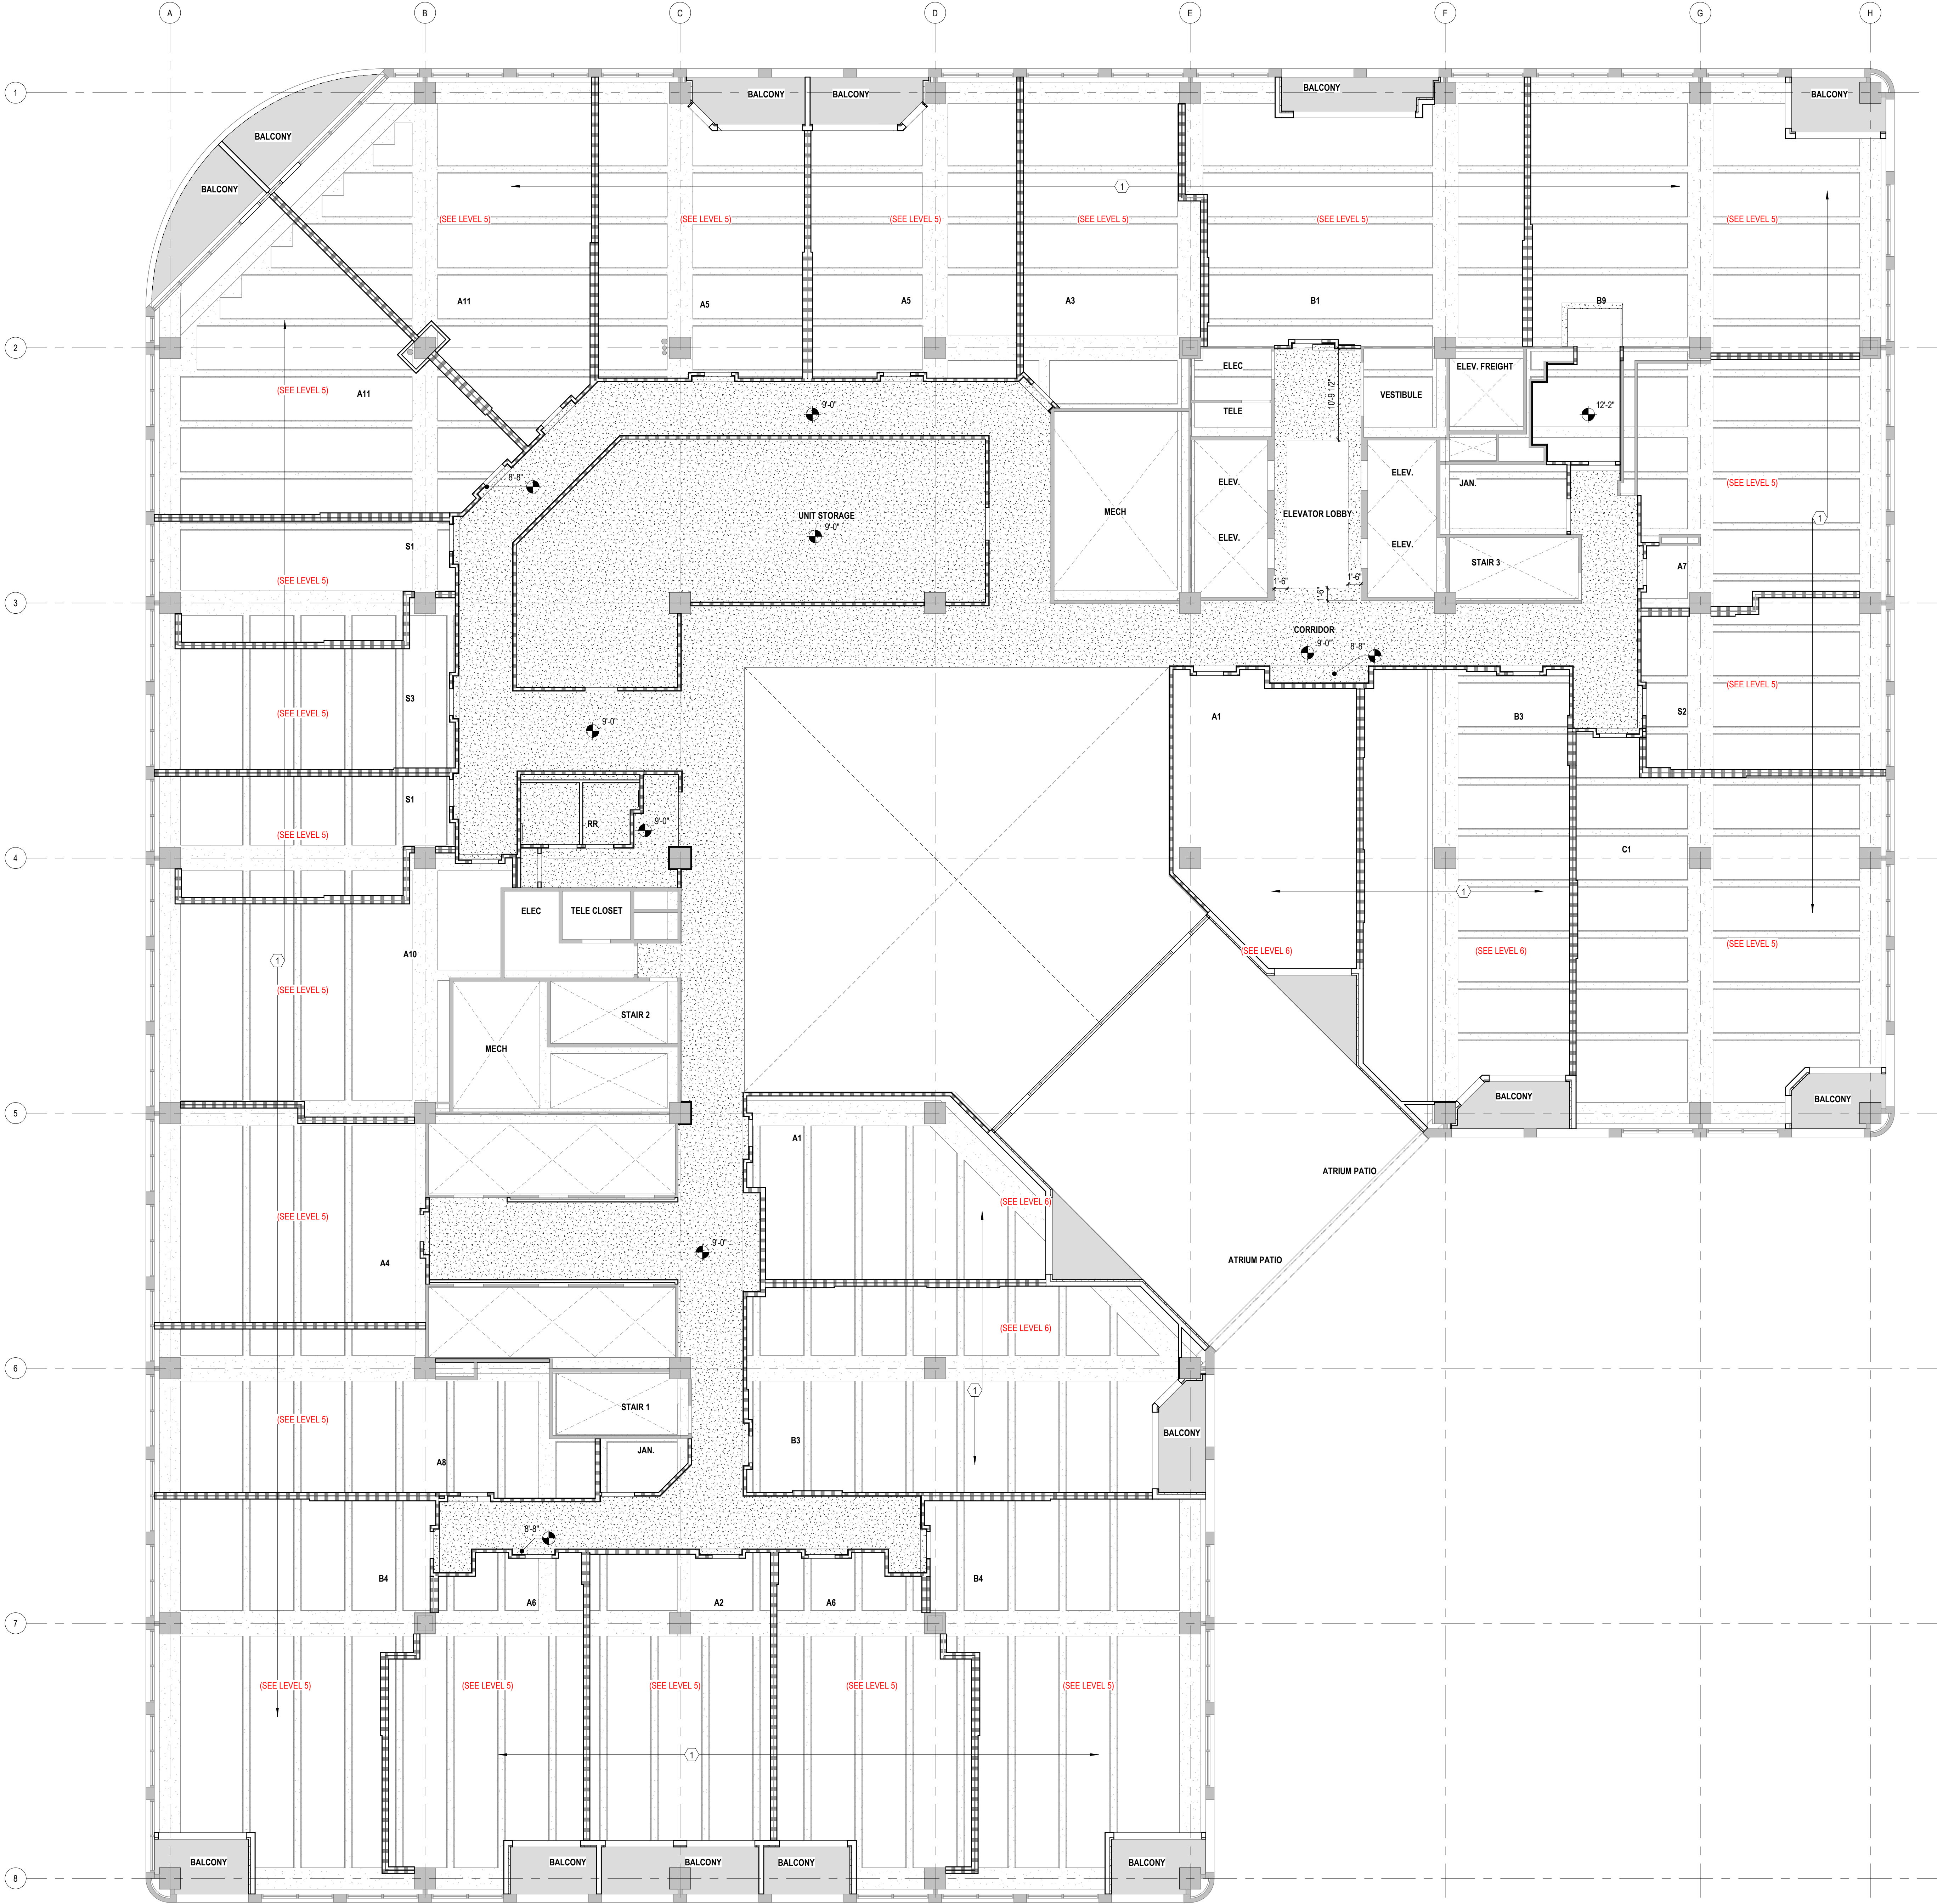 A B C D E F G H
1
BALCONY BALCONY BALCONY BALCONY
BALCONY
BALCONY
1
(SEE LEVEL 5) (SEE LEVEL 5) (SEE LEVEL 5) (SEE LEVEL 5) (SEE LEVEL 5) (SEE LEVEL 5)
A11 A5 A5 A3 B1 B9
2
ELEC ELEV. FREIGHT
(SEE LEVEL 5) A11 10'-9 1/2" VESTIBULE
9'-0" TELE 12'-2"
8'-8" ELEV. ELEV. JAN. (SEE LEVEL 5)
UNIT STORAGE MECH ELEVATOR LOBBY 1
9'-0"
S1 ELEV. ELEV.
STAIR 3 A7
(SEE LEVEL 5) 1'-6" 1'-6" 1'-6"
3
CORRIDOR
9'-0" 8'-8"
S3 (SEE LEVEL 5)
(SEE LEVEL 5) A1 B3 S2
9'-0"
S1
(SEE LEVEL 5) RR 9'-0"
C1
4
1
ELEC TELE CLOSET
A10 (SEE LEVEL 6) (SEE LEVEL 6) (SEE LEVEL 5)
1
(SEE LEVEL 5)
STAIR 2
MECH
BALCONY BALCONY
5
A1
ATRIUM PATIO
(SEE LEVEL 5) (SEE LEVEL 6)
9'-0"
A4 ATRIUM PATIO
(SEE LEVEL 6)
6
1
STAIR 1
(SEE LEVEL 5)
BALCONY
B3
JAN.
A8
8'-8"
B4 B4
A6 A2 A6
7
(SEE LEVEL 5) (SEE LEVEL 5) (SEE LEVEL 5) (SEE LEVEL 5) (SEE LEVEL 5)
1
BALCONY BALCONY BALCONY BALCONY BALCONY
8